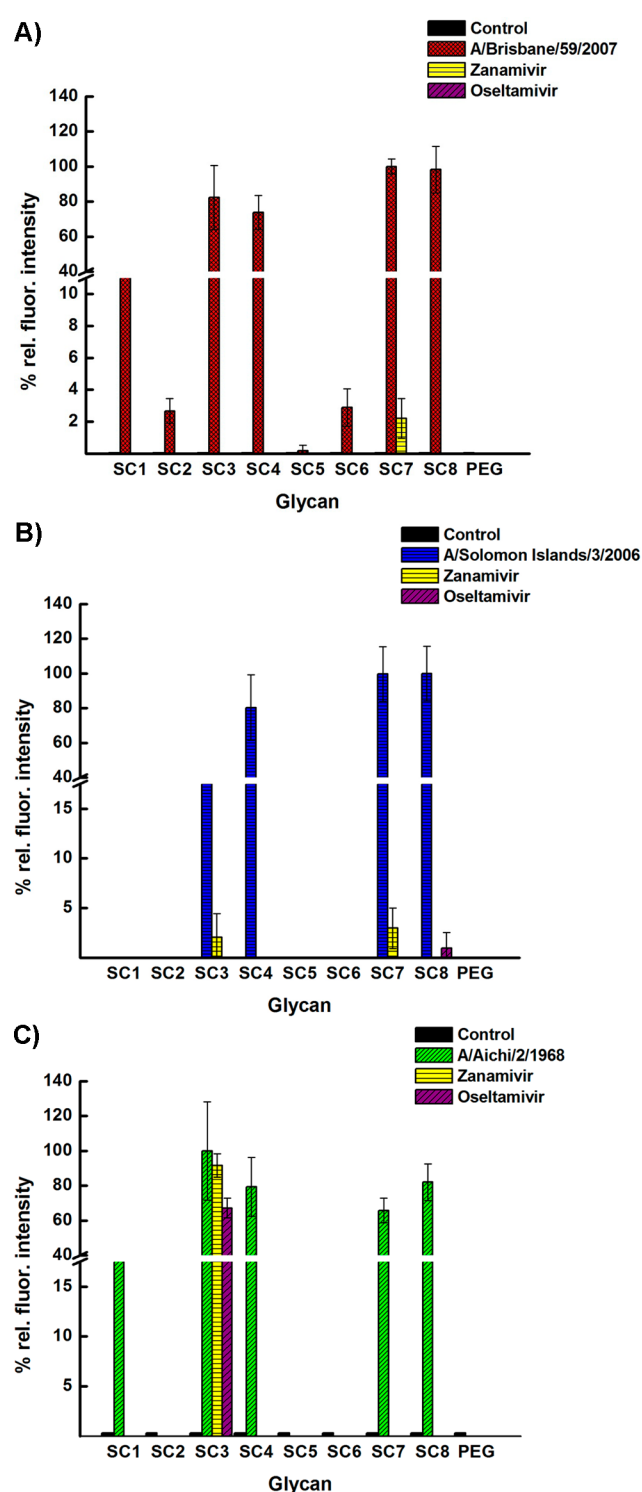 A)
Control
A/Brisbane/59/2007
Zanamivir
Oseltamivir
140
120
100
80
60
40
10
8
6
4
2
% rel. fluor. intensity
SC1 SC2 SC3 SC4 SC5 SC6 SC7 SC8 PEG
Glycan
B)
Control
A/Solomon Islands/3/2006
Zanamivir
Oseltamivir
140
120
100
80
60
40
15
10
5
% rel. fluor. intensity
SC1 SC2 SC3 SC4 SC5 SC6 SC7 SC8 PEG
Glycan
C)
Control
A/Aichi/2/1968
Zanamivir
Oseltamivir
140
120
100
80
60
40
15
10
5
% rel. fluor. intensity
SC1 SC2 SC3 SC4 SC5 SC6 SC7 SC8 PEG
Glycan